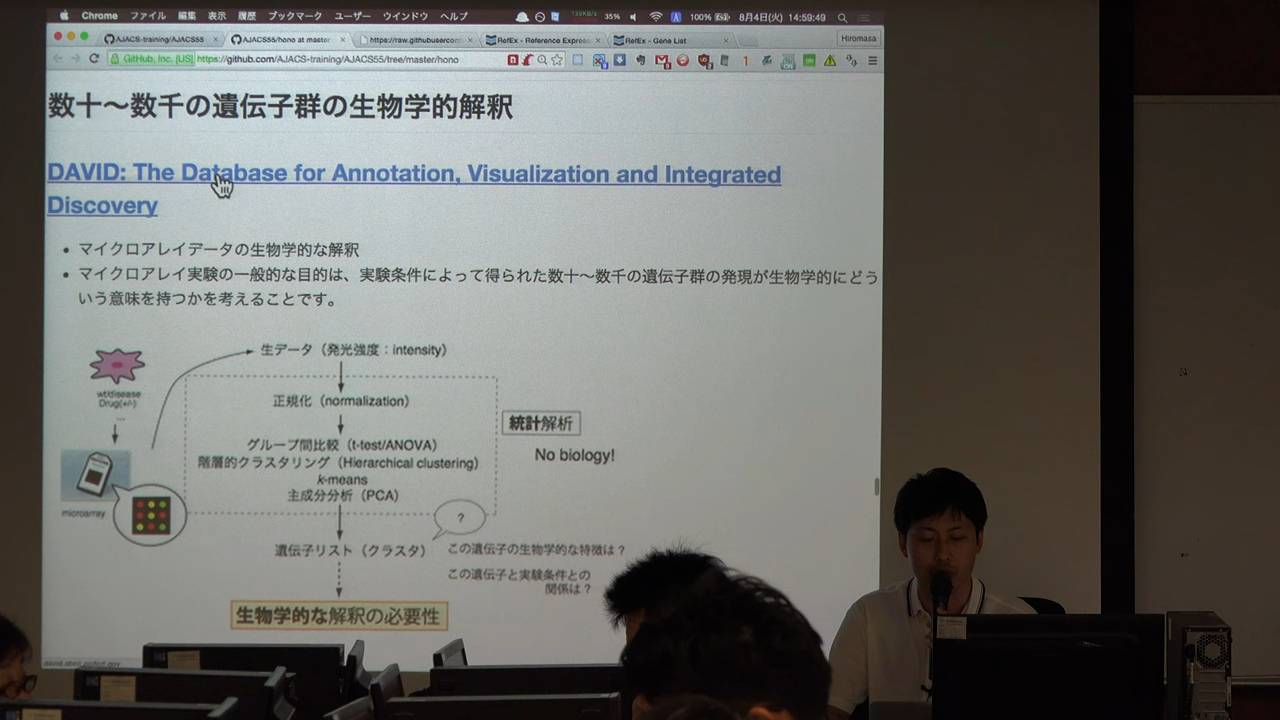 Chrome ファイル 編集 表示 履歴 ブックマーク ユーザー ウインドウ ヘルプ 35% 100% 8月4日(火) 14:59:49
AJACS-training/AJACS55 AJACS55/hono at master https://raw.githubusercon RefEx - Reference Express RefEx - Gene List Hiromasa
GitHub, Inc. [US] https://github.com/AJACS-training/AJACS55/tree/master/hono
数十〜数千の遺伝子群の生物学的解釈
DAVID: The Database for Annotation, Visualization and Integrated
Discovery
• マイクロアレイデータの生物学的な解釈
• マイクロアレイ実験の一般的な目的は、実験条件によって得られた数十〜数千の遺伝子群の発現が生物学的にどう
いう意味を持つかを考えることです。
生データ（発光強度：intensity）
wt/disease
Drug(+/-)
...
正規化（normalization）
統計解析
グループ間比較（t-test/ANOVA）
No biology!
階層的クラスタリング（Hierarchical clustering）
k-means
主成分分析（PCA）
microarray
?
遺伝子リスト（クラスタ）
この遺伝子の生物学的な特徴は？
この遺伝子と実験条件との
関係は？
生物学的な解釈の必要性